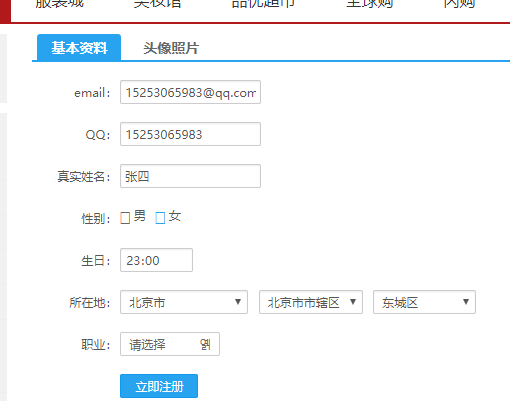 服装城 美妆馆 品优超市 全球购 闪购
基本资料 头像照片
email: 15253065983@qq.com
QQ: 15253065983
真实姓名: 张四
性别: 男 女
生日: 23:00
所在地: 北京市 北京市市辖区 东城区
职业: 请选择
立即注册